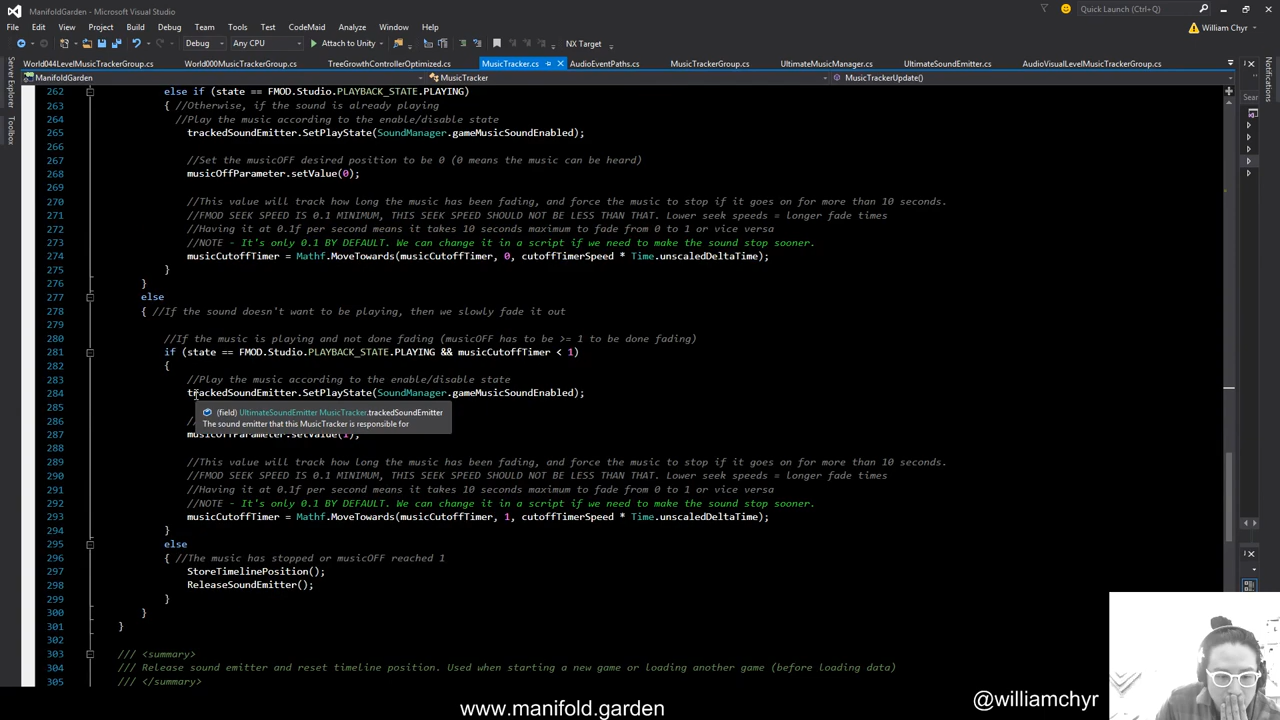 ManifoldGarden - Microsoft Visual Studio
Quick Launch (Ctrl+Q)
File Edit View Project Build Debug Team Tools Test CodeMaid Analyze Window Help
William Chyr
Debug Any CPU Attach to Unity NX Target
World044LevelMusicTrackerGroup.cs World000MusicTrackerGroup.cs TreeGrowthControllerOptimized.cs MusicTracker.cs AudioEventPaths.cs MusicTrackerGroup.cs UltimateMusicManager.cs UltimateSoundEmitter.cs AudioVisualLevelMusicTrackerGroup.cs
ManifoldGarden MusicTracker MusicTrackerUpdate()
Server Explorer
Toolbox
Notifications
Sear
262 else if (state == FMOD.Studio.PLAYBACK_STATE.PLAYING)
263 { //Otherwise, if the sound is already playing
264 //Play the music according to the enable/disable state
265 trackedSoundEmitter.SetPlayState(SoundManager.gameMusicSoundEnabled);
266
267 //Set the musicOFF desired position to be 0 (0 means the music can be heard)
268 musicOffParameter.setValue(0);
269
270 //This value will track how long the music has been fading, and force the music to stop if it goes on for more than 10 seconds.
271 //FMOD SEEK SPEED IS 0.1 MINIMUM, THIS SEEK SPEED SHOULD NOT BE LESS THAN THAT. Lower seek speeds = longer fade times
272 //Having it at 0.1f per second means it takes 10 seconds maximum to fade from 0 to 1 or vice versa
273 //NOTE - It's only 0.1 BY DEFAULT. We can change it in a script if we need to make the sound stop sooner.
274 musicCutoffTimer = Mathf.MoveTowards(musicCutoffTimer, 0, cutoffTimerSpeed * Time.unscaledDeltaTime);
275 }
276 }
277 else
278 { //If the sound doesn't want to be playing, then we slowly fade it out
279
280 //If the music is playing and not done fading (musicOFF has to be >= 1 to be done fading)
281 if (state == FMOD.Studio.PLAYBACK_STATE.PLAYING && musicCutoffTimer < 1)
282 {
283 //Play the music according to the enable/disable state
284 trackedSoundEmitter.SetPlayState(SoundManager.gameMusicSoundEnabled);
285 (field) UltimateSoundEmitter MusicTracker.trackedSoundEmitter
286 / The sound emitter that this MusicTracker is responsible for
287 musicOffParameter.setValue(1);
288
289 //This value will track how long the music has been fading, and force the music to stop if it goes on for more than 10 seconds.
290 //FMOD SEEK SPEED IS 0.1 MINIMUM, THIS SEEK SPEED SHOULD NOT BE LESS THAN THAT. Lower seek speeds = longer fade times
291 //Having it at 0.1f per second means it takes 10 seconds maximum to fade from 0 to 1 or vice versa
292 //NOTE - It's only 0.1 BY DEFAULT. We can change it in a script if we need to make the sound stop sooner.
293 musicCutoffTimer = Mathf.MoveTowards(musicCutoffTimer, 1, cutoffTimerSpeed * Time.unscaledDeltaTime);
294 }
295 else
296 { //The music has stopped or musicOFF reached 1
297 StoreTimelinePosition();
298 ReleaseSoundEmitter();
299 }
300 }
301 }
302
303 /// <summary>
304 /// Release sound emitter and reset timeline position. Used when starting a new game or loading another game (before loading data)
305 /// </summary>
www.manifold.garden
@williamchyr